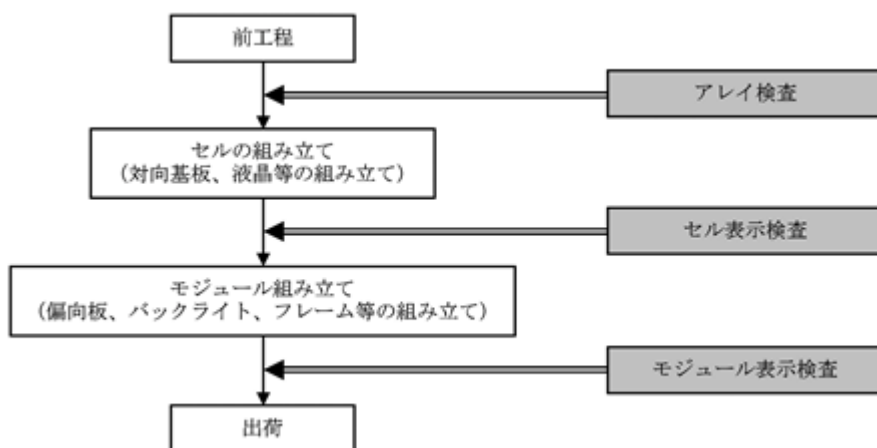 前工程
アレイ検査
セルの組み立て
（対向基板、液晶等の組み立て）
セル表示検査
モジュール組み立て
（偏向板、バックライト、フレーム等の組み立て）
モジュール表示検査
出荷